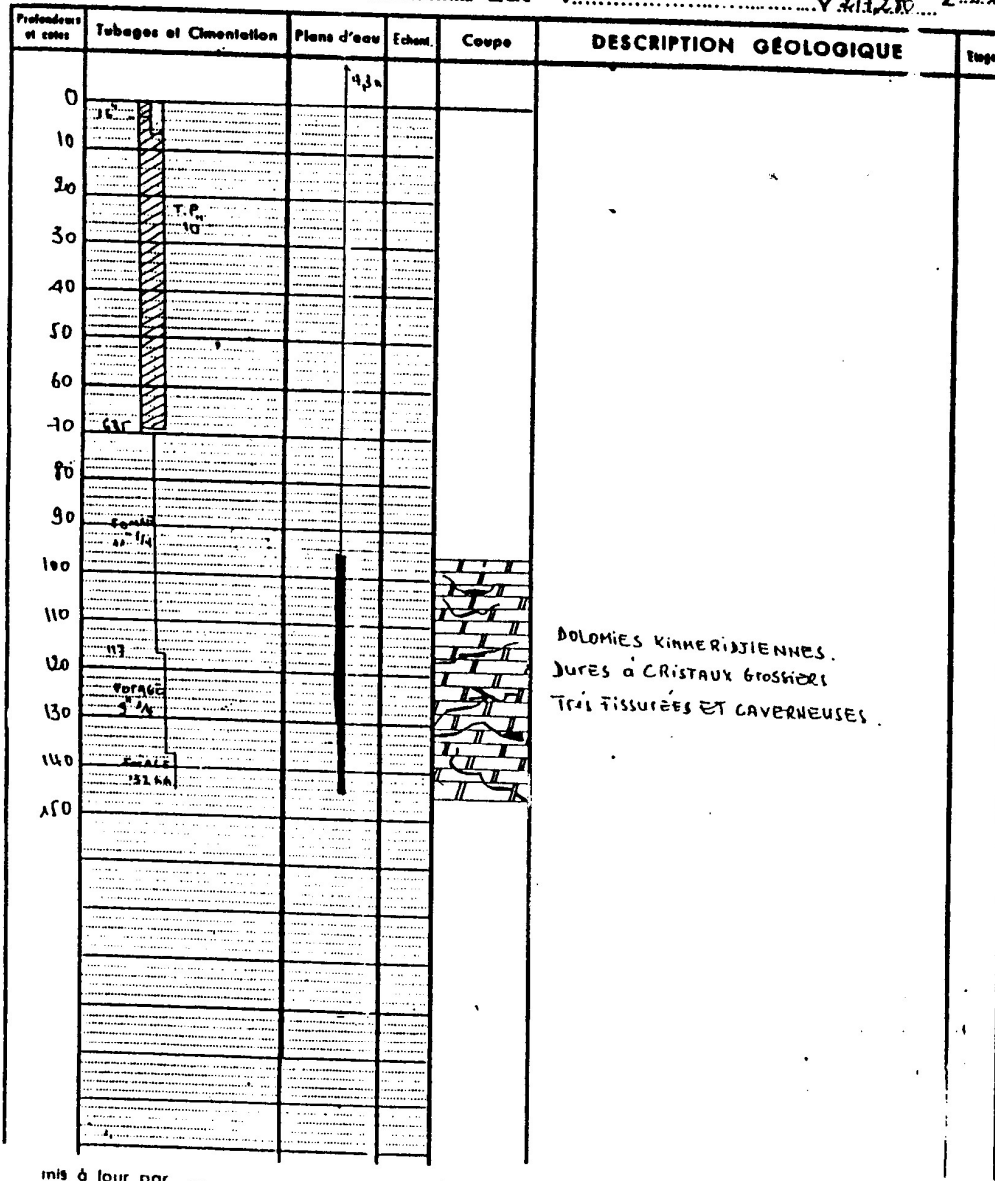 Profondeurs et cotes
Tubages et Cimentation
Plans d'eau
Echant.
Coupe
DESCRIPTION GÉOLOGIQUE
0
10
20
T.P.
30
40
50
60
70
80
90
100
110
117
120
FORAGE
130
140
150
DOLOMIES KIMMERIDJIENNES.
DURES à CRISTAUX GROSSIERS
TRÈS FISSURÉES ET CAVERNEUSES.
mis à jour par